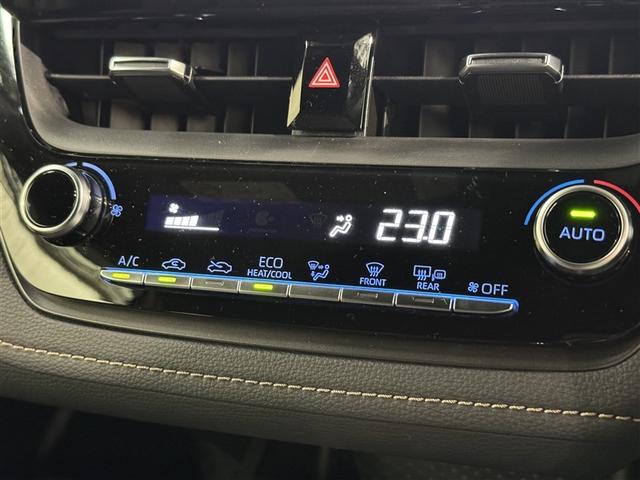 23.0
AUTO
A/C
ECO
HEAT/COOL
FRONT
REAR
OFF